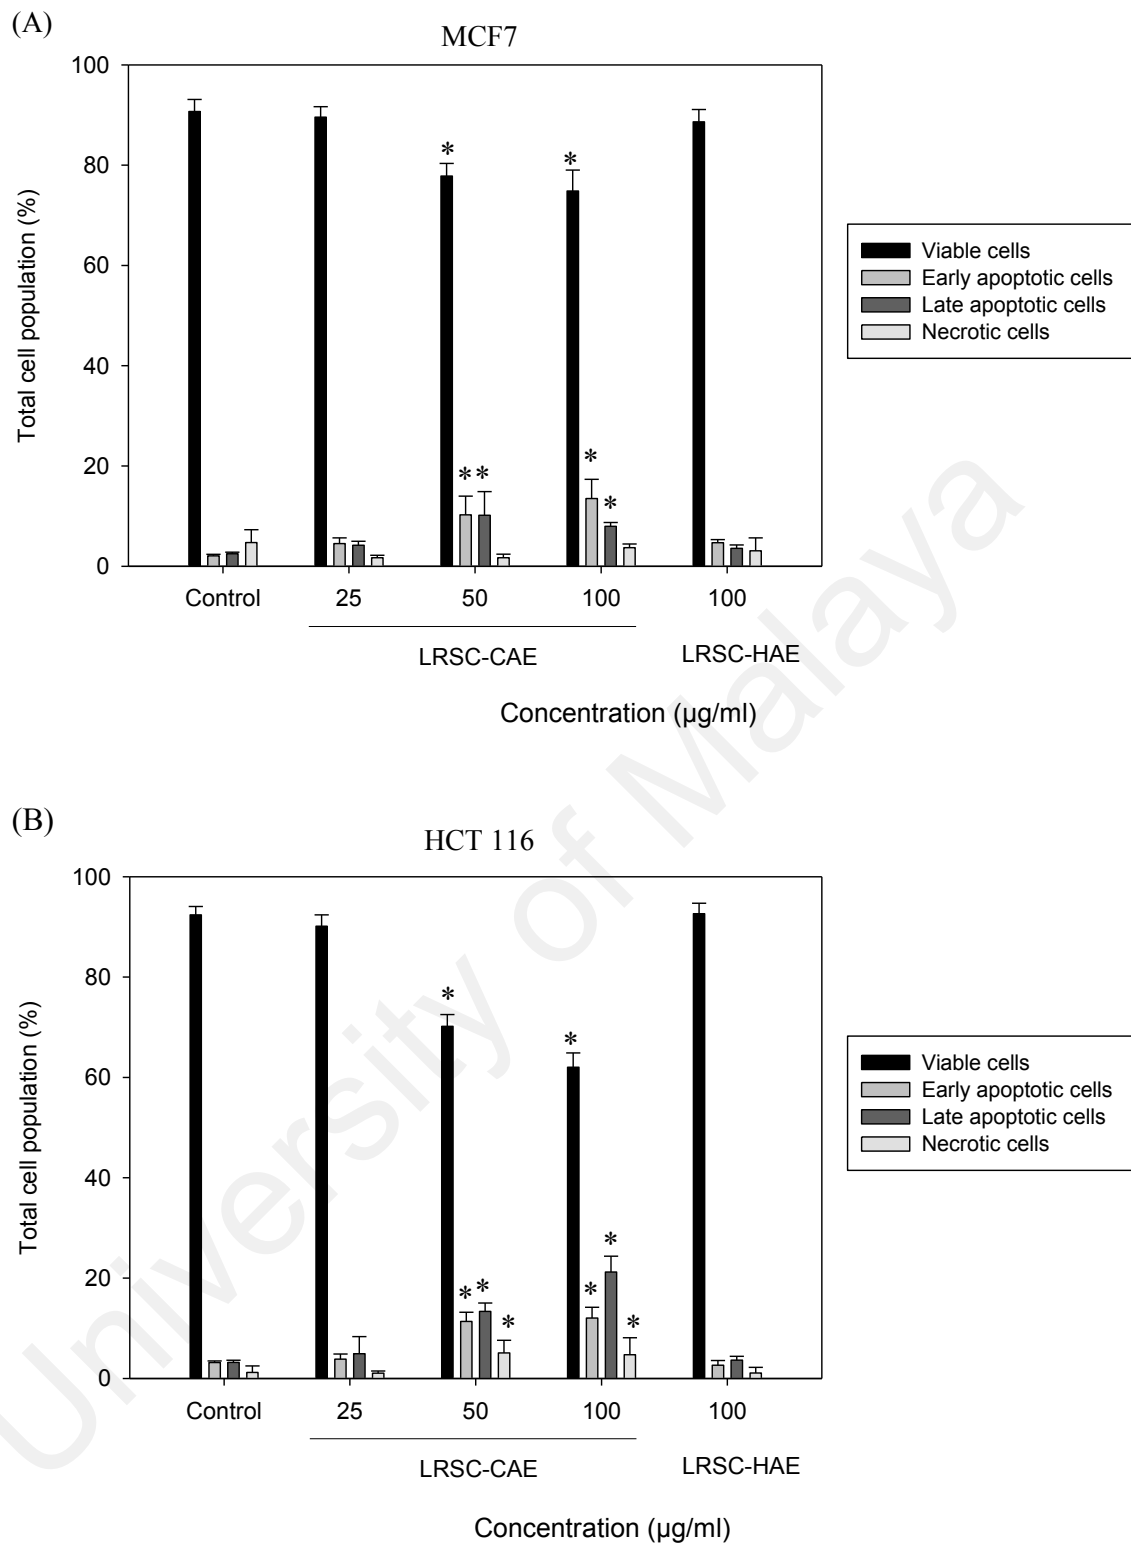 (A)
MCF7
100
80
60
40
20
0
Total cell population (%)
Viable cells
Early apoptotic cells
Late apoptotic cells
Necrotic cells
*
*
* *
*
*
Control 25 50 100 100
LRSC-CAE LRSC-HAE
Concentration (µg/ml)
(B)
HCT 116
100
80
60
40
20
0
Total cell population (%)
Viable cells
Early apoptotic cells
Late apoptotic cells
Necrotic cells
*
*
* * *
* * *
Control 25 50 100 100
LRSC-CAE LRSC-HAE
Concentration (µg/ml)
University of Malaya